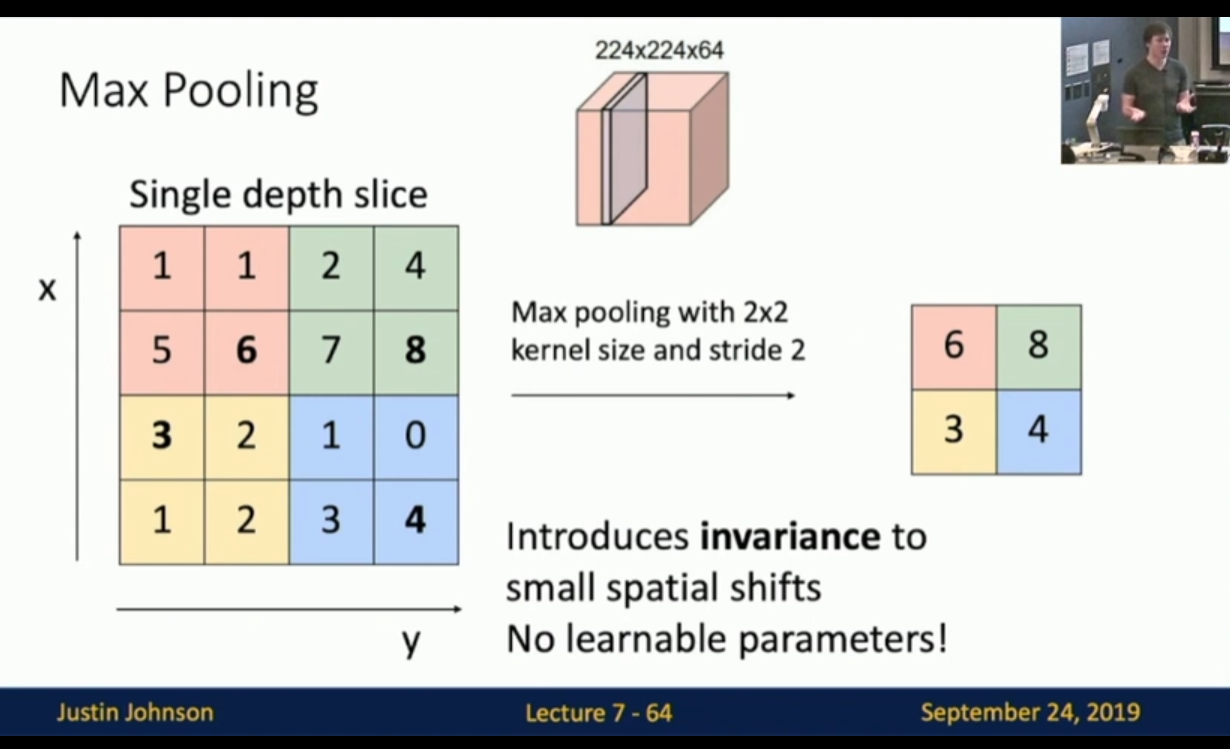 Max Pooling
224x224x64
Single depth slice
x
1 1 2 4
5 6 7 8
3 2 1 0
1 2 3 4
y
Max pooling with 2x2
kernel size and stride 2
6 8
3 4
Introduces invariance to
small spatial shifts
No learnable parameters!
Justin Johnson
Lecture 7 - 64
September 24, 2019